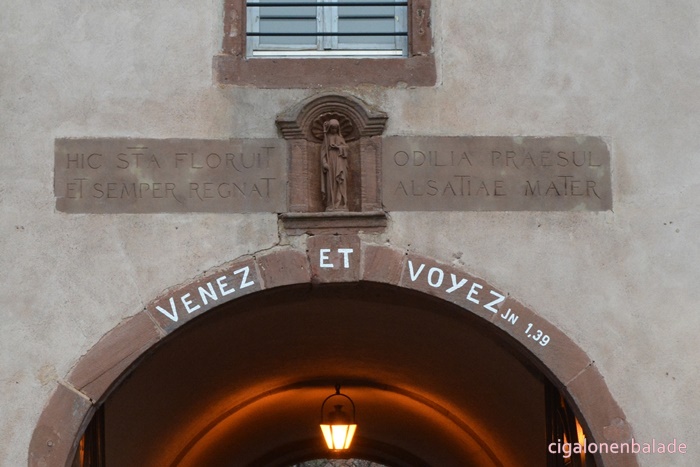 HIC STA FLORUIT
ET SEMPER REGNAT
ODILIA PRAESUL
ALSATIAE MATER
VENEZ ET VOYEZ JN 1,39
cigalonenbalade